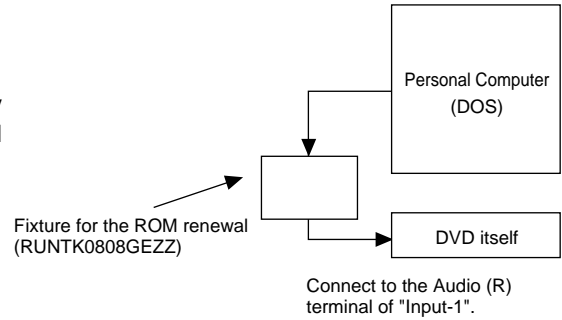 Personal Computer
(DOS)
Fixture for the ROM renewal
(RUNTK0808GEZZ)
DVD itself
Connect to the Audio (R)
terminal of "Input-1".